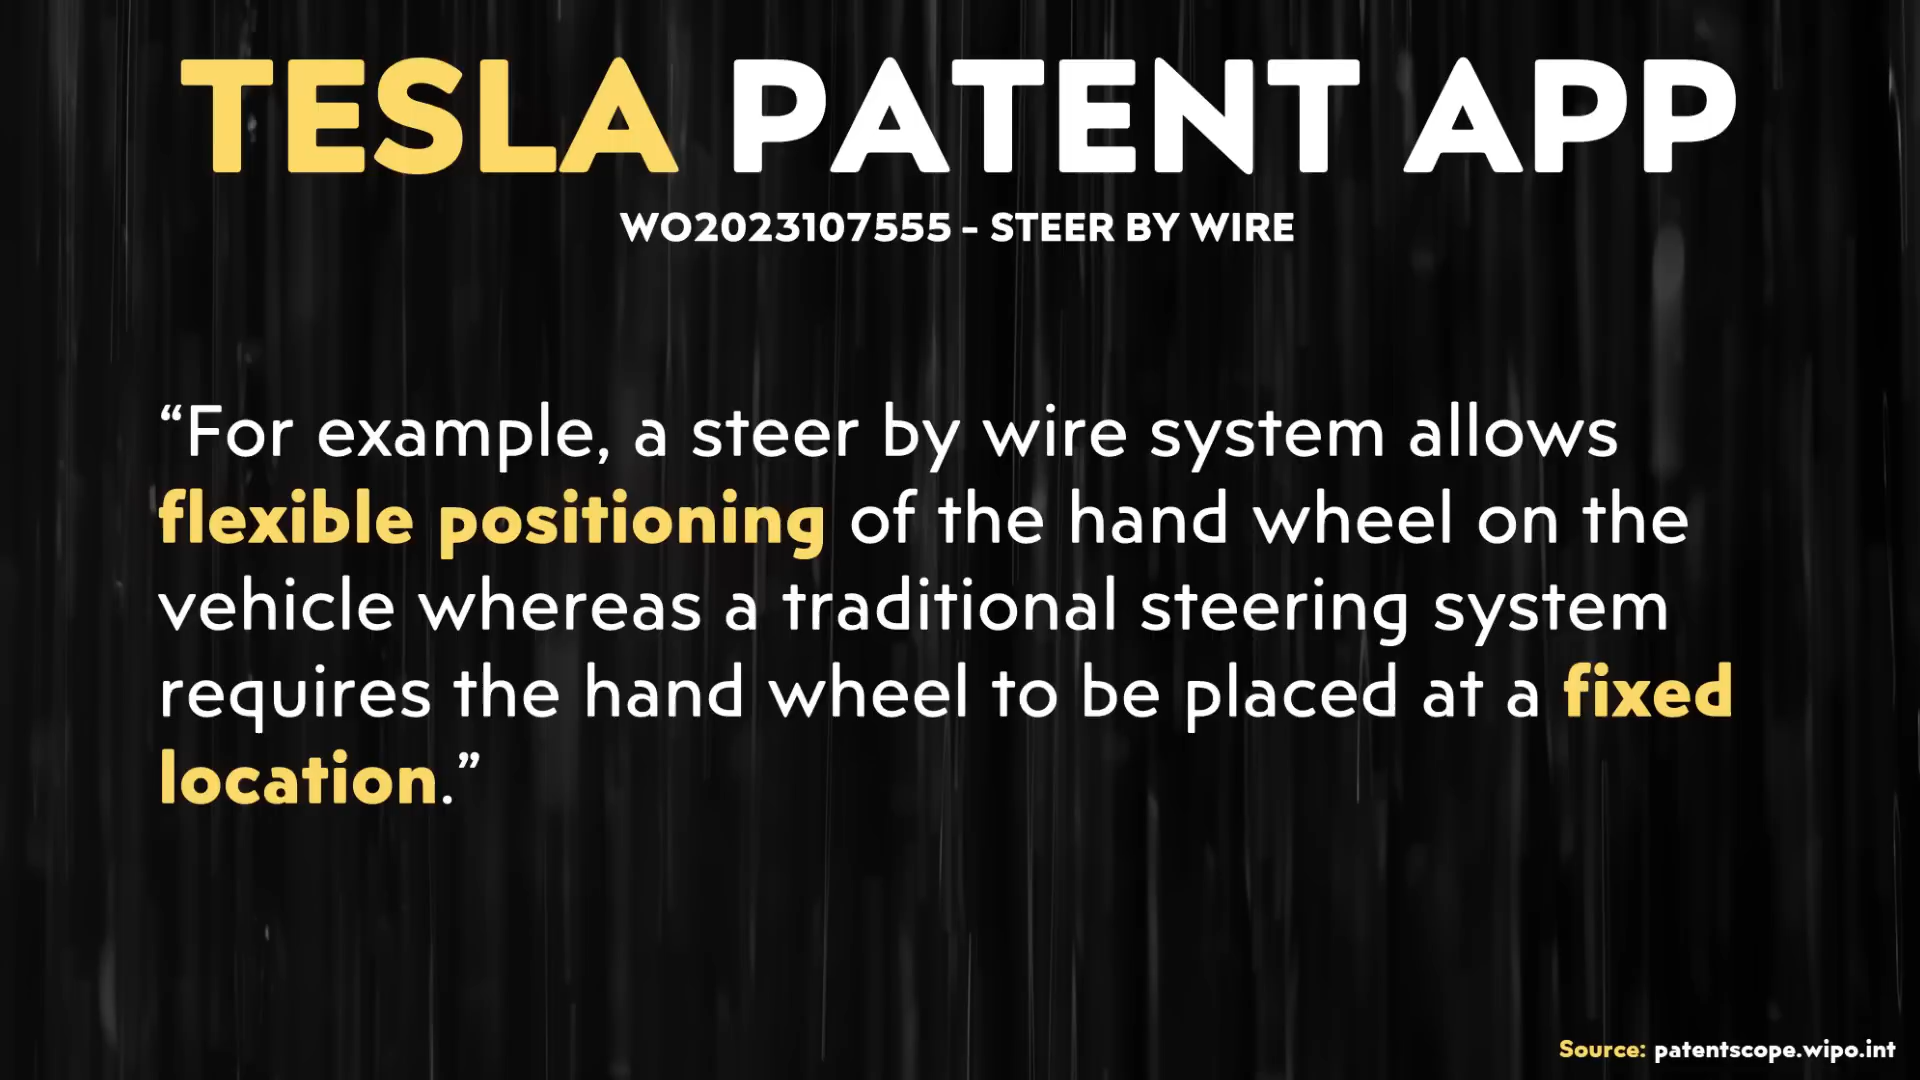 TESLA PATENT APP
WO2023107555 - STEER BY WIRE
“For example, a steer by wire system allows
flexible positioning of the hand wheel on the
vehicle whereas a traditional steering system
requires the hand wheel to be placed at a fixed
location.”
Source: patentscope.wipo.int